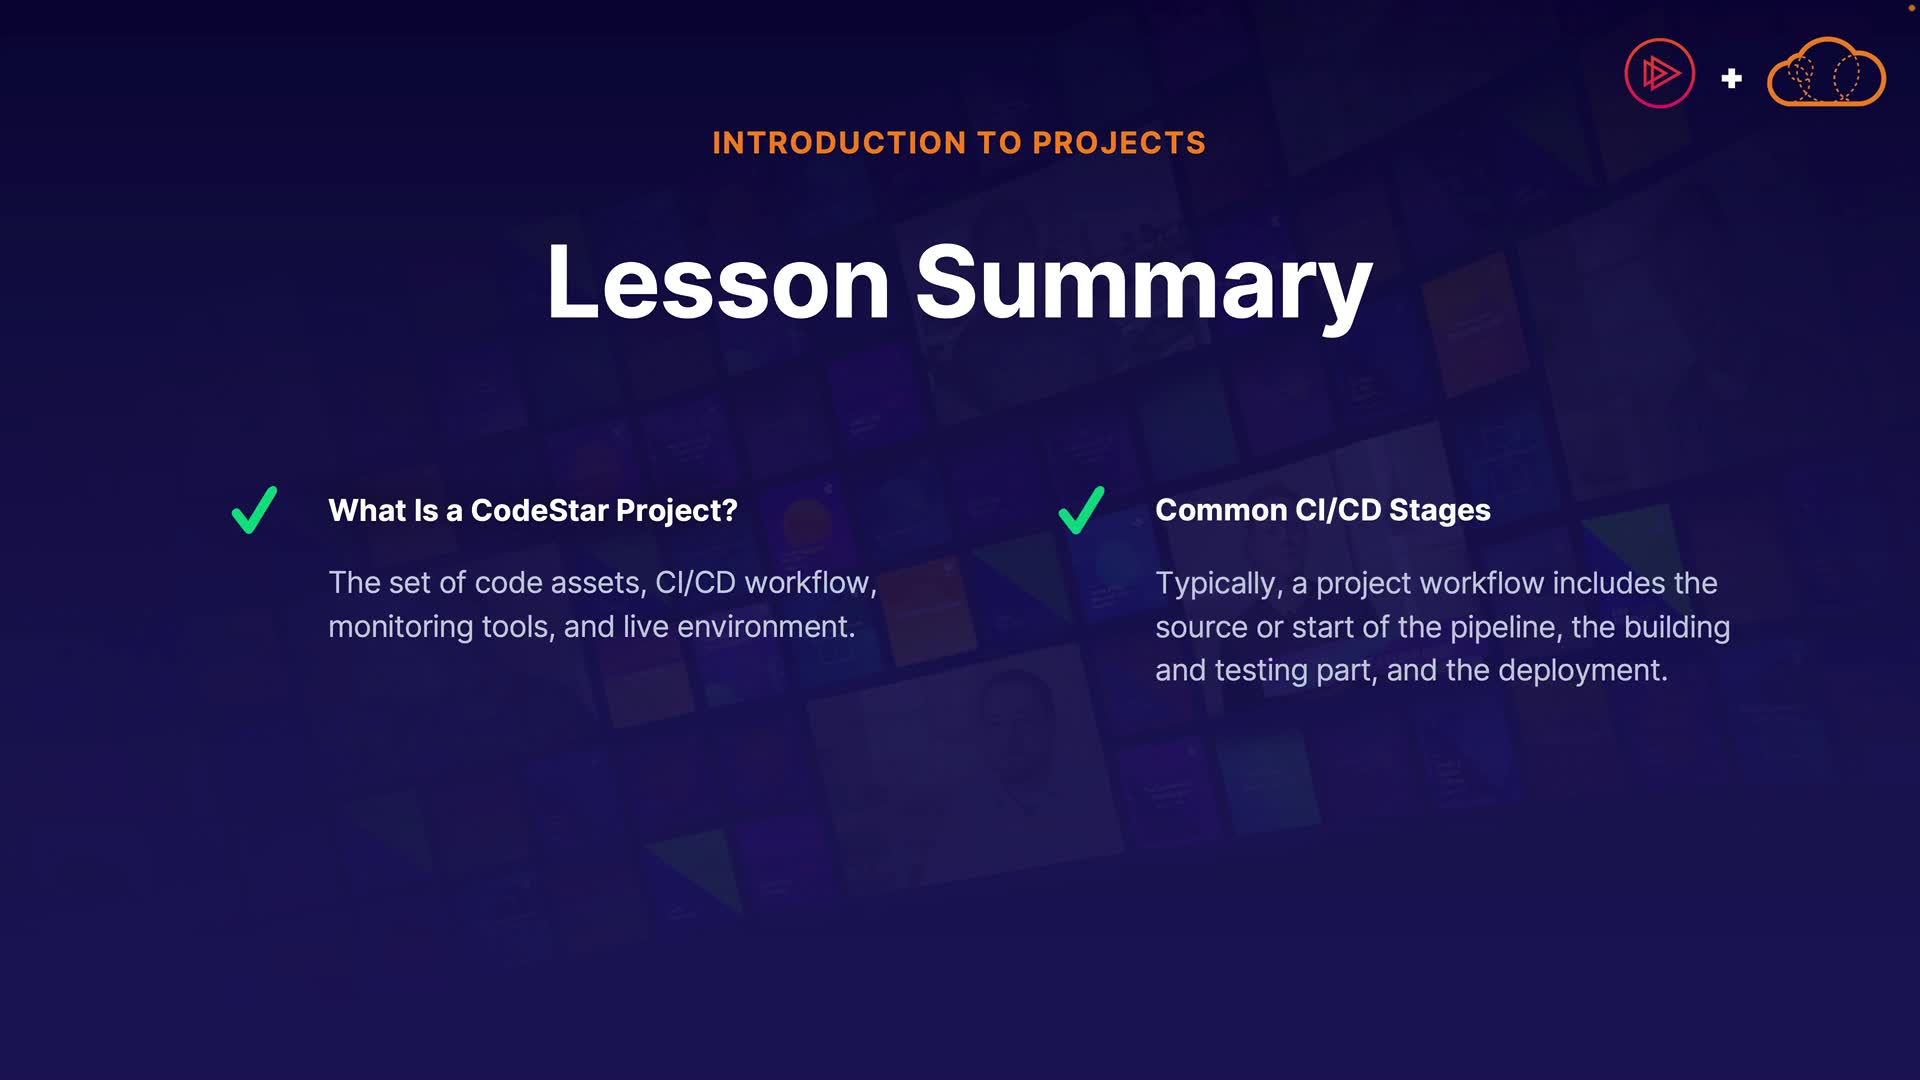 INTRODUCTION TO PROJECTS
Lesson Summary
What Is a CodeStar Project?
The set of code assets, CI/CD workflow,
monitoring tools, and live environment.
Common CI/CD Stages
Typically, a project workflow includes the
source or start of the pipeline, the building
and testing part, and the deployment.